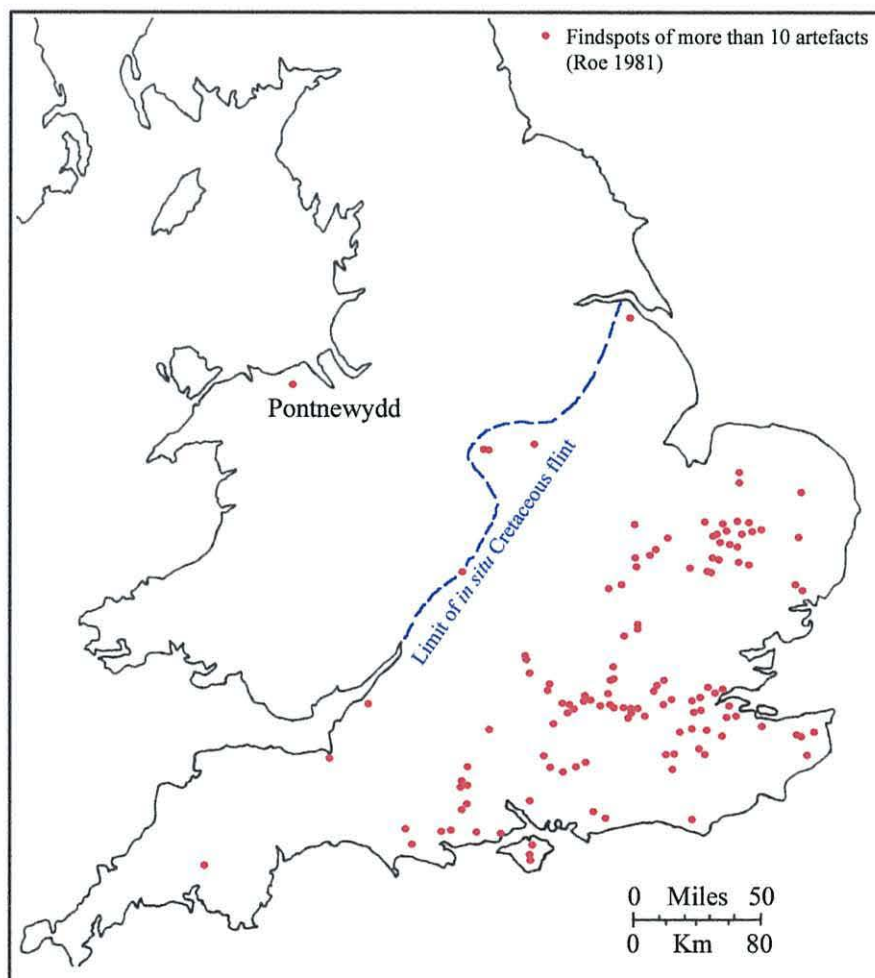 Findspots of more than 10 artefacts
(Roe 1981)
Pontnewydd
Limit of in situ Cretaceous flint
0 Miles 50
0 Km 80